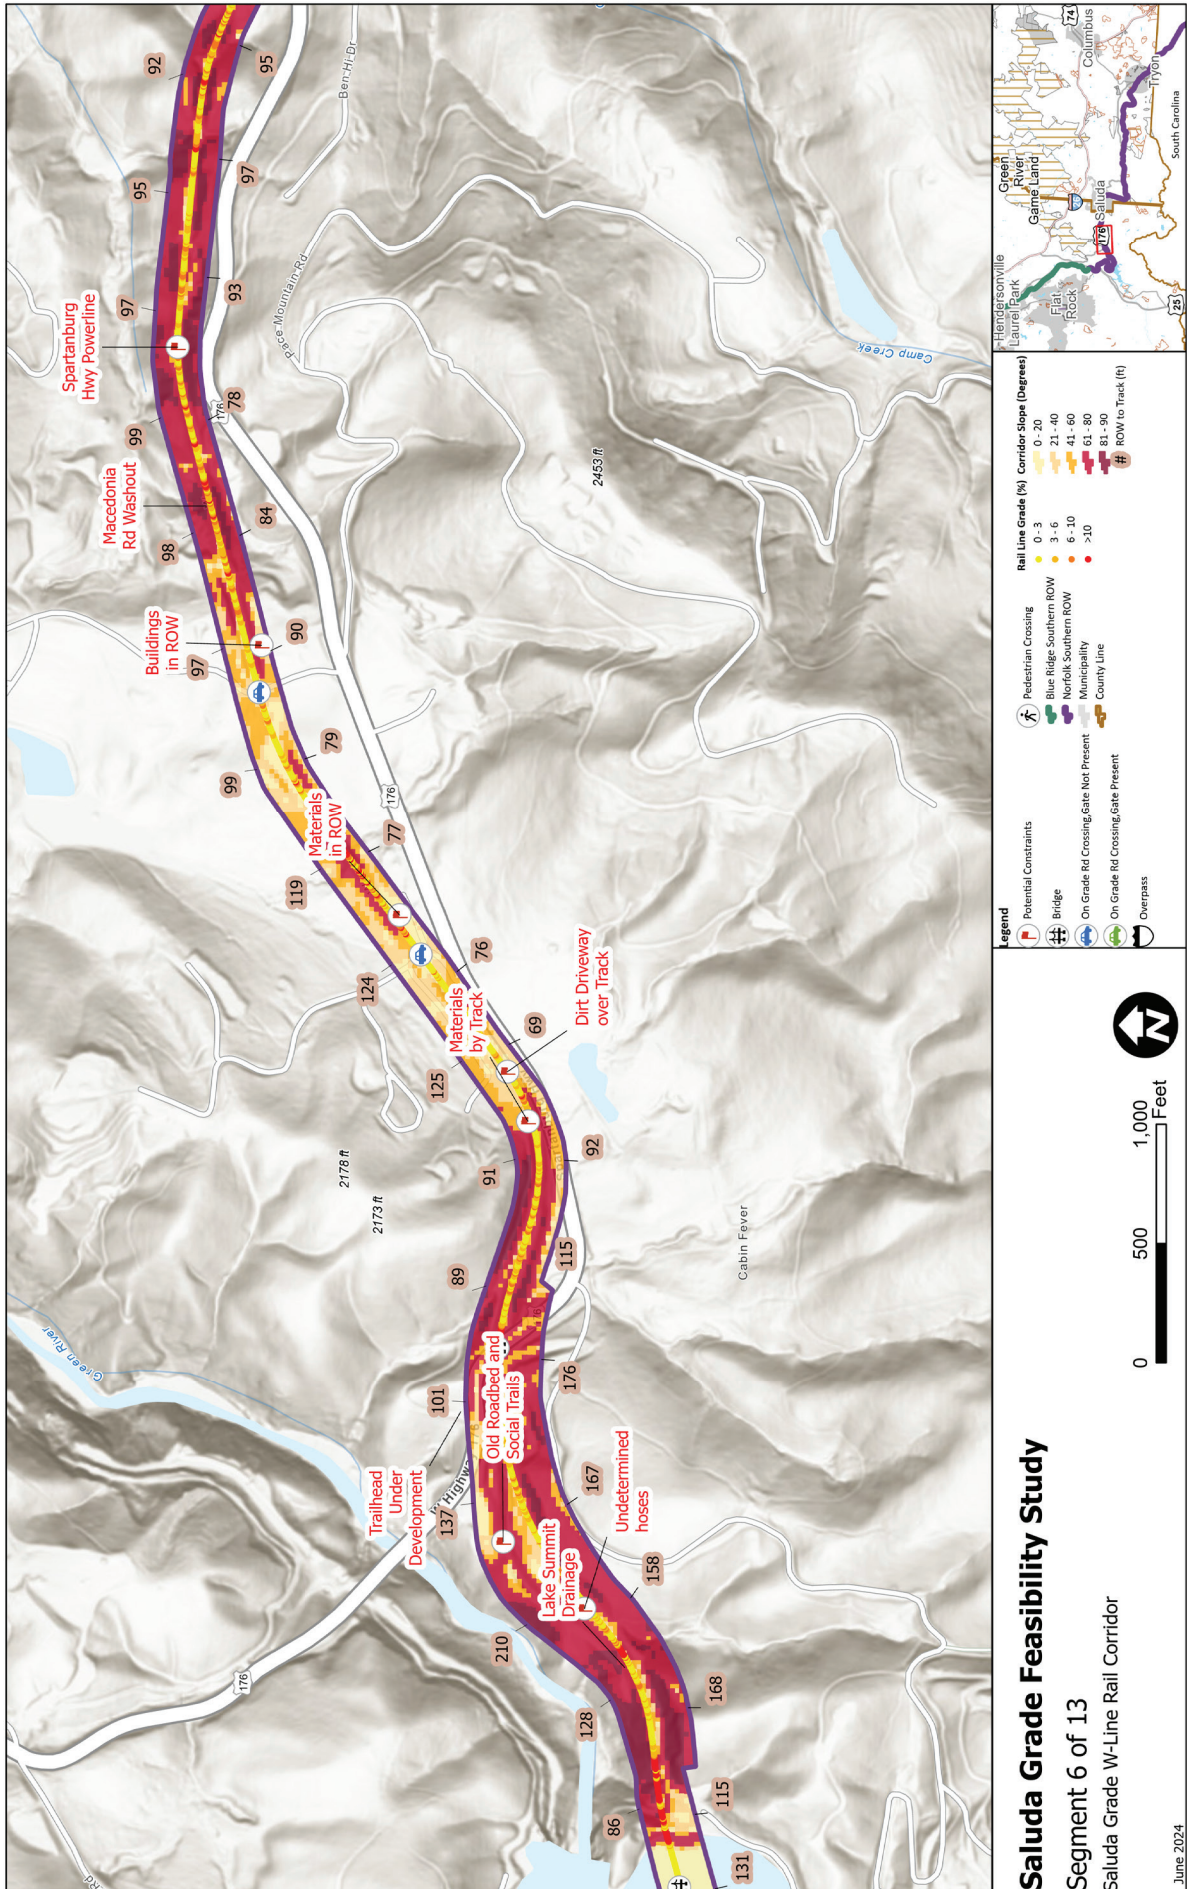 92
95
Ben Hi Dr
95
97
Spartanburg
Hwy Powerline
97
93
Pace Mountain Rd
99
78
176
Macedonia
Rd Washout
98
84
2453 ft
Camp Creek
Buildings
in ROW
97
90
99
79
Materials
in ROW
176
119
77
124
76
Materials
by Track
69
Dirt Driveway
over Track
125
91
92
2178 ft
2173 ft
Cabin Fever
89
115
Green River
101
Old Roadbed and
Social Trails
176
Trailhead
Under
Development
137
167
Undetermined
hoses
Lake Summit
Drainage
158
176
210
128
168
86
115
131
Rd
Saluda Grade Feasibility Study
Segment 6 of 13
Saluda Grade W-Line Rail Corridor
June 2024
0
500
1,000
Feet
N
Legend
Potential Constraints
Bridge
On Grade Rd Crossing,Gate Not Present
On Grade Rd Crossing,Gate Present
Overpass
Pedestrian Crossing
Blue Ridge Southern ROW
Norfolk Southern ROW
Municipality
County Line
Rail Line Grade (%)
0 - 3
3 - 6
6 - 10
>10
Corridor Slope (Degrees)
0 - 20
21 - 40
41 - 60
61 - 80
81 - 90
# ROW to Track (ft)
Hendersonville
Laurel Park
Flat
Rock
Green
River
Game Land
176
Saluda
25
74
Columbus
Tryon
South Carolina